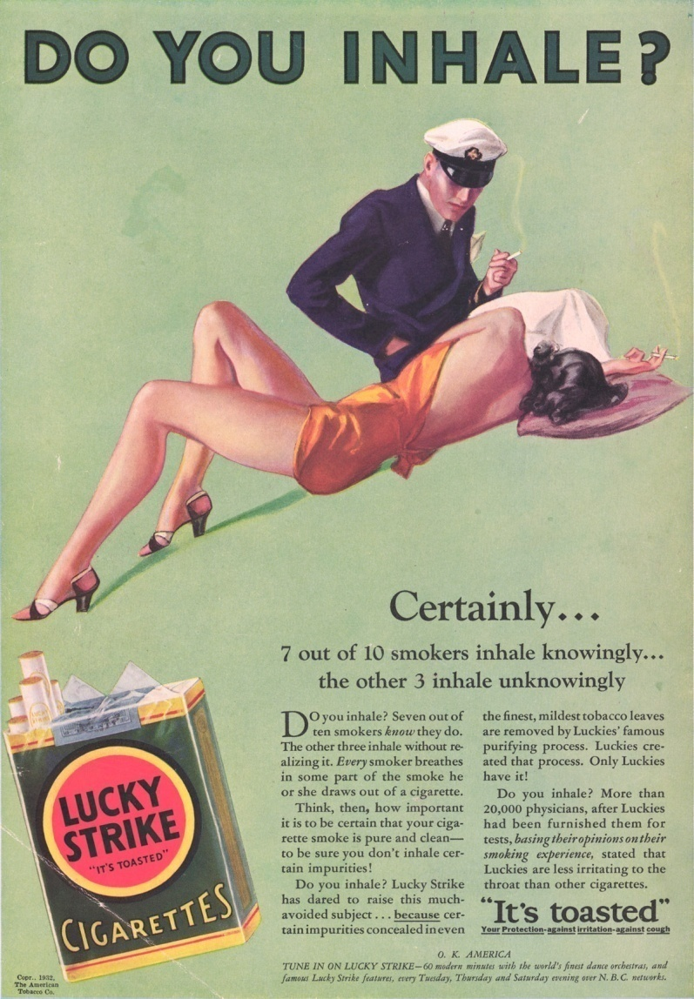 DO YOU INHALE?
Certainly...
7 out of 10 smokers inhale knowingly...
the other 3 inhale unknowingly
DO you inhale? Seven out of
ten smokers know they do.
The other three inhale without re-
alizing it. Every smoker breathes
in some part of the smoke he
or she draws out of a cigarette.
Think, then, how important
it is to be certain that your ciga-
rette smoke is pure and clean—
to be sure you don't inhale cer-
tain impurities!
Do you inhale? Lucky Strike
has dared to raise this much-
avoided subject . . . because cer-
tain impurities concealed in even
the finest, mildest tobacco leaves
are removed by Luckies' famous
purifying process. Luckies cre-
ated that process. Only Luckies
have it!
Do you inhale? More than
20,000 physicians, after Luckies
had been furnished them for
tests, basing their opinions on their
smoking experience, stated that
Luckies are less irritating to the
throat than other cigarettes.
"It's toasted"
Your Protection-against irritation-against cough
O. K. AMERICA
TUNE IN ON LUCKY STRIKE—60 modern minutes with the world's finest dance orchestras, and
famous Lucky Strike features, every Tuesday, Thursday and Saturday evening over N. B. C. networks.
LUCKY
STRIKE
"IT'S TOASTED"
CIGARETTES
Copr., 1932,
The American
Tobacco Co.